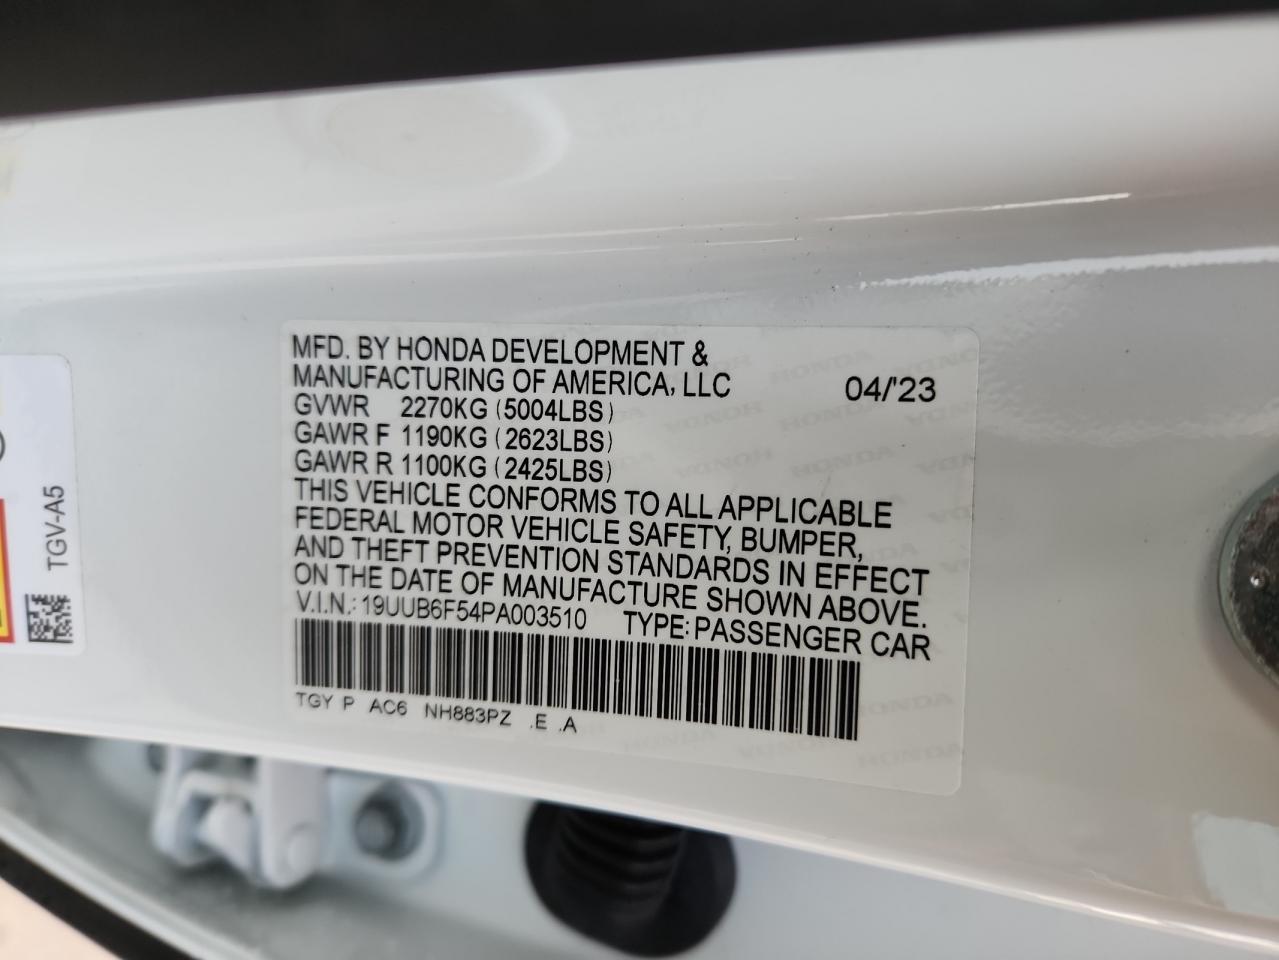 MFD. BY HONDA DEVELOPMENT &
MANUFACTURING OF AMERICA, LLC 04/'23
GVWR 2270KG (5004LBS)
GAWR F 1190KG (2623LBS)
GAWR R 1100KG (2425LBS)
THIS VEHICLE CONFORMS TO ALL APPLICABLE
FEDERAL MOTOR VEHICLE SAFETY, BUMPER,
AND THEFT PREVENTION STANDARDS IN EFFECT
ON THE DATE OF MANUFACTURE SHOWN ABOVE.
V.I.N.: 19UUB6F54PA003510 TYPE: PASSENGER CAR
TGY P AC6 NH883PZ .E .A
TGV-A5